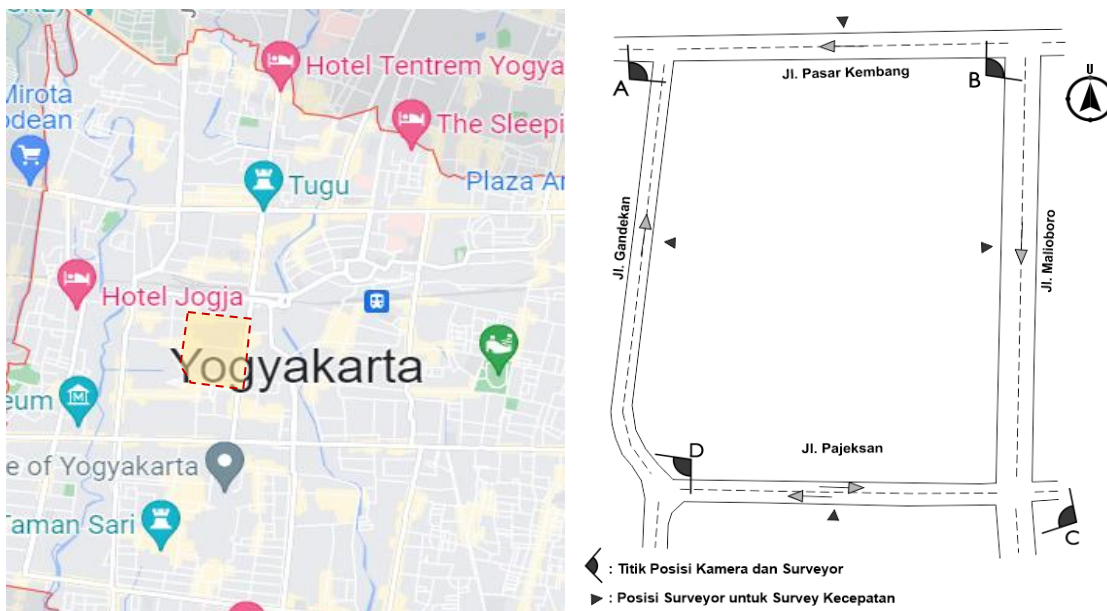 Hotel Tentrem Yogya
Mirota
odean
The Sleepi
Tugu
Plaza Ar
Hotel Jogja
Yogyakarta
eum
e of Yogyakarta
Taman Sari
Jl. Pasar Kembang
A
B
U
Jl. Gandekan
Jl. Malioboro
Jl. Pajeksan
D
C
: Titik Posisi Kamera dan Surveyor
: Posisi Surveyor untuk Survey Kecepatan